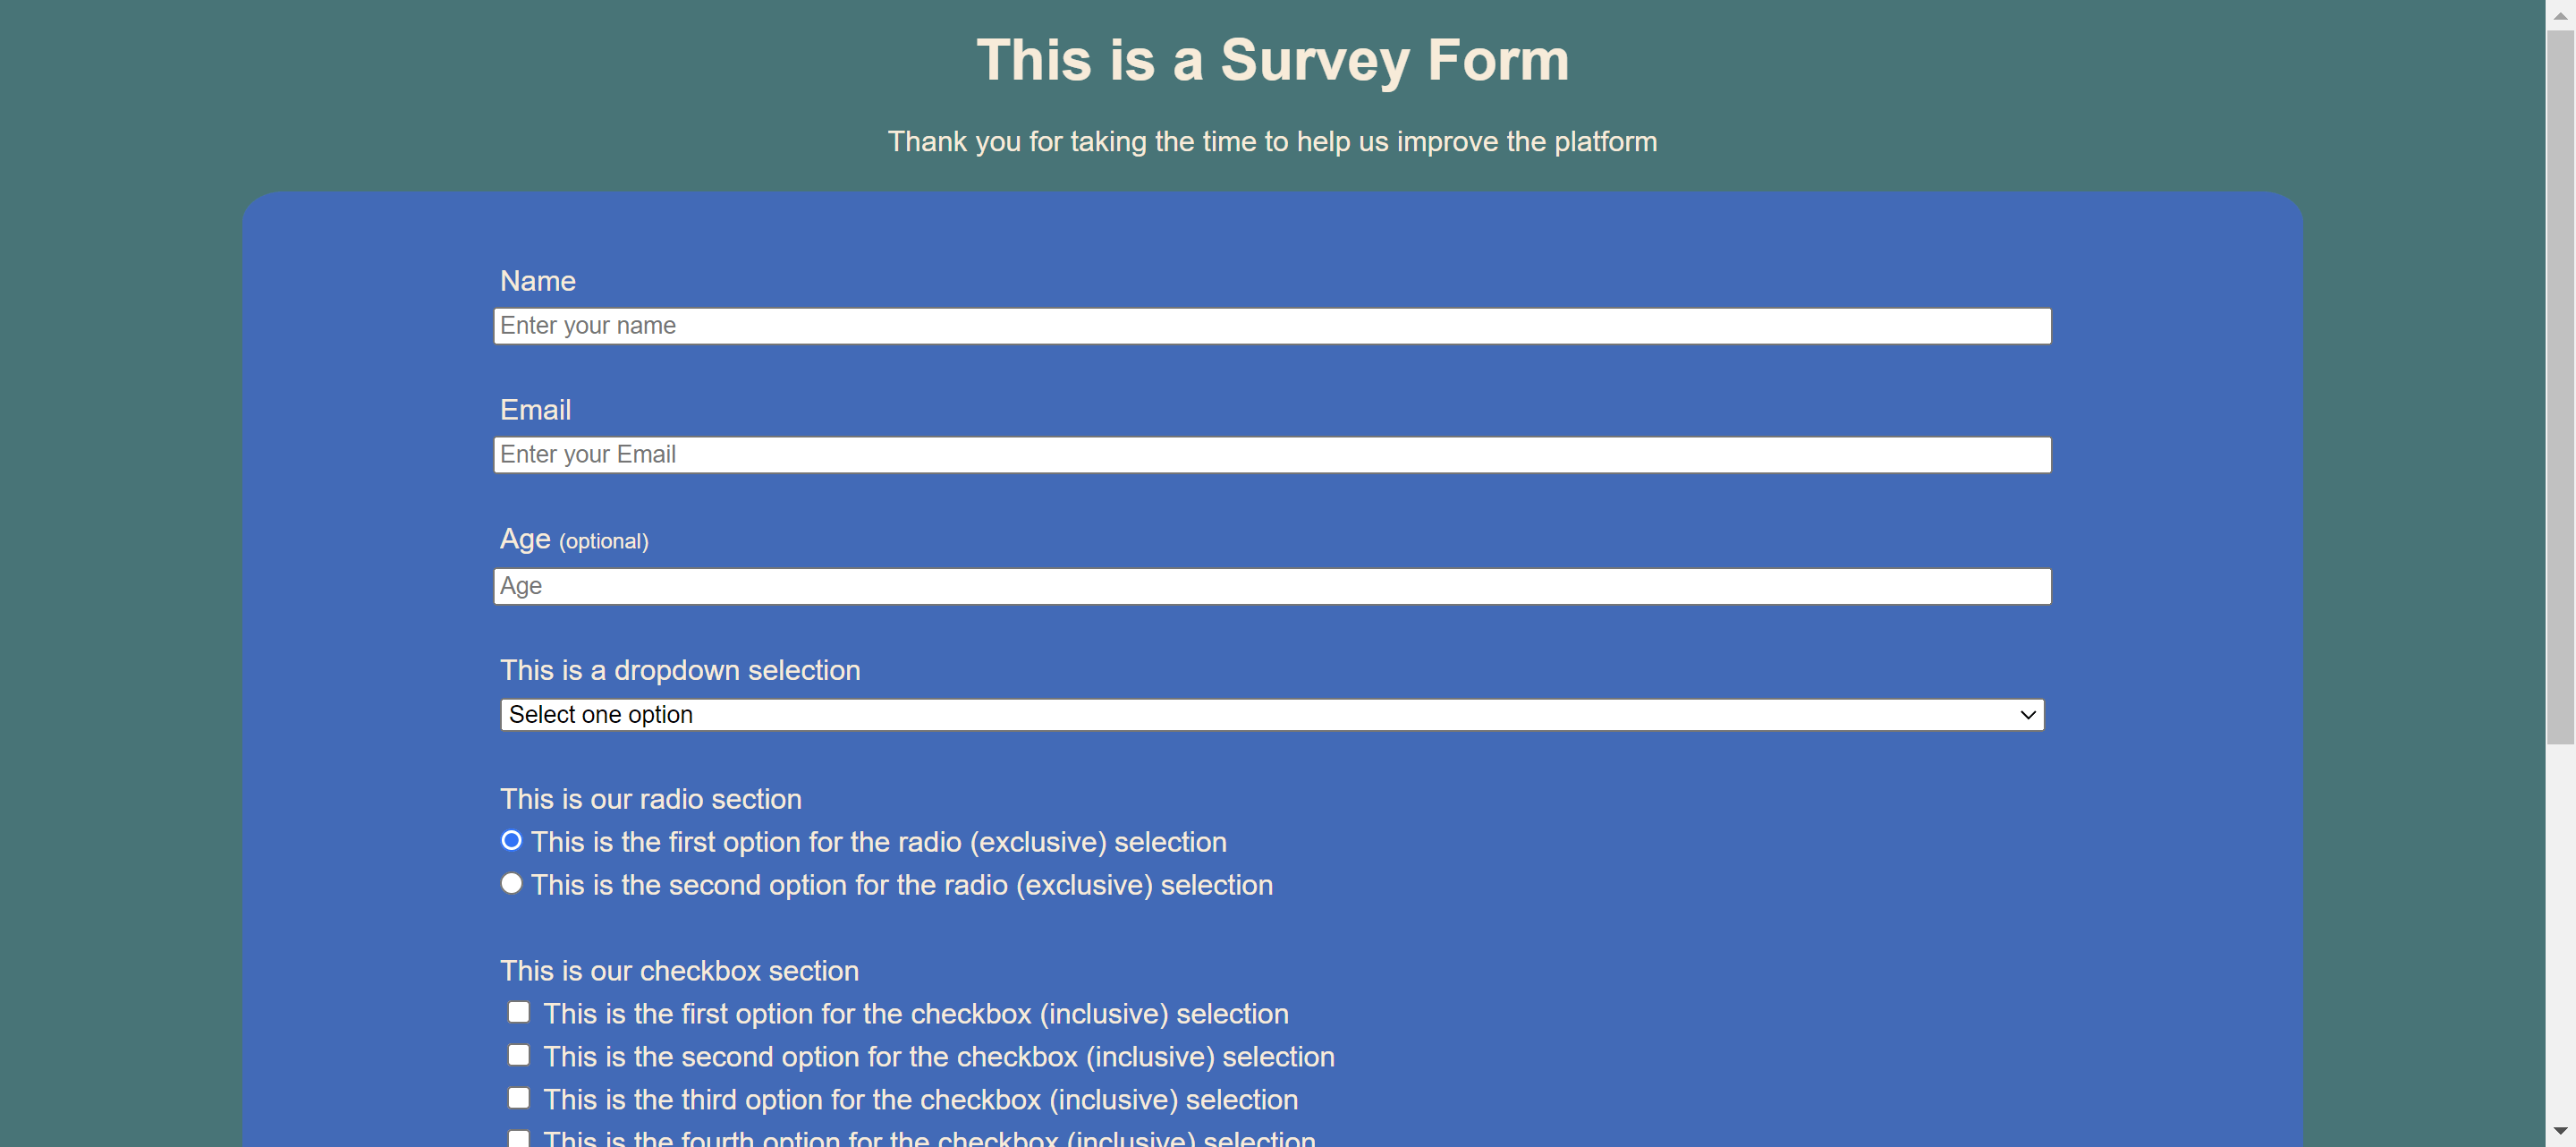 This is a Survey Form
Thank you for taking the time to help us improve the platform
Name
Enter your name
Email
Enter your Email
Age (optional)
Age
This is a dropdown selection
Select one option
This is our radio section
This is the first option for the radio (exclusive) selection
This is the second option for the radio (exclusive) selection
This is our checkbox section
This is the first option for the checkbox (inclusive) selection
This is the second option for the checkbox (inclusive) selection
This is the third option for the checkbox (inclusive) selection
This is the fourth option for the checkbox (inclusive) selection